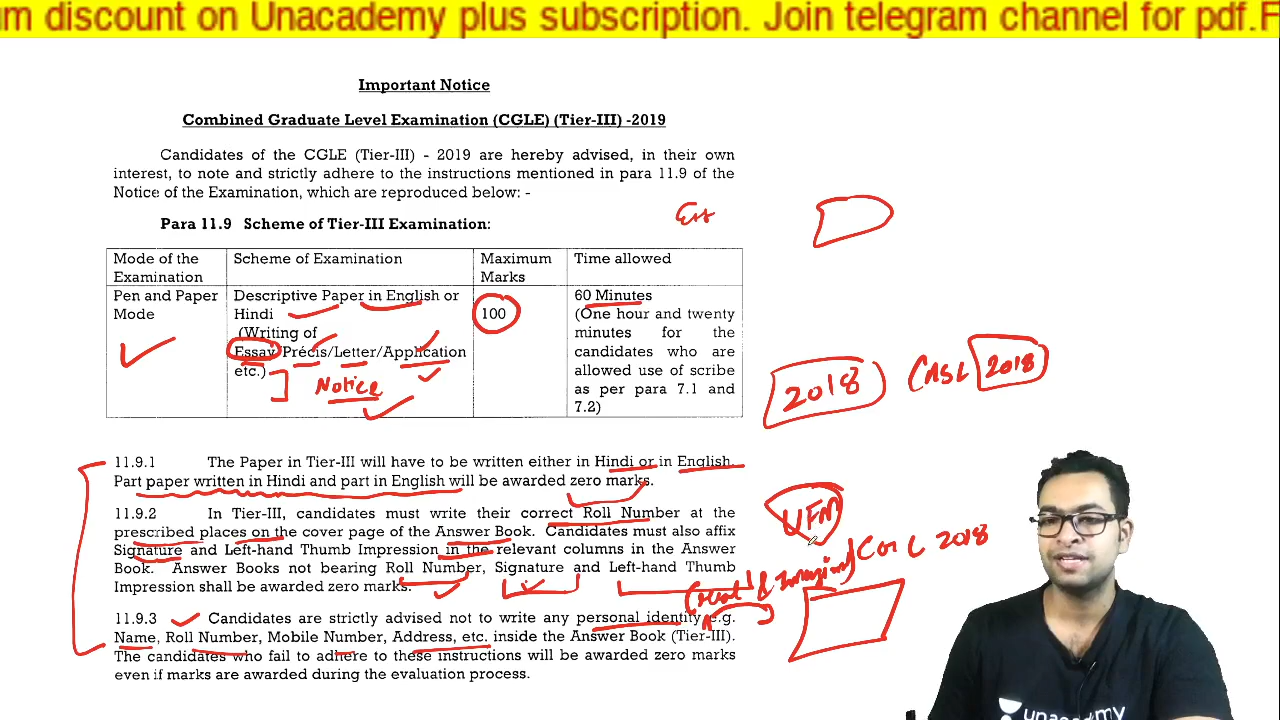 um discount on Unacademy plus subscription. Join telegram channel for pdf.F
Important Notice
Combined Graduate Level Examination (CGLE) (Tier-III) -2019
Candidates of the CGLE (Tier-III) - 2019 are hereby advised, in their own
interest, to note and strictly adhere to the instructions mentioned in para 11.9 of the
Notice of the Examination, which are reproduced below: -
Para 11.9 Scheme of Tier-III Examination:
Mode of the
Examination
Scheme of Examination
Maximum
Marks
Time allowed
Pen and Paper
Mode
Descriptive Paper in English or
Hindi
(Writing of
Essay/Précis/Letter/Application
etc.)
Notice
100
60 Minutes
(One hour and twenty
minutes for the
candidates who are
allowed use of scribe
as per para 7.1 and
7.2)
2018
2018
11.9.1 The Paper in Tier-III will have to be written either in Hindi or in English.
Part paper written in Hindi and part in English will be awarded zero marks.
11.9.2 In Tier-III, candidates must write their correct Roll Number at the
prescribed places on the cover page of the Answer Book. Candidates must also affix
Signature and Left-hand Thumb Impression in the relevant columns in the Answer
Book. Answer Books not bearing Roll Number, Signature and Left-hand Thumb
Impression shall be awarded zero marks.
UFM
2018
11.9.3 Candidates are strictly advised not to write any personal identity e.g.
Name, Roll Number, Mobile Number, Address, etc. inside the Answer Book (Tier-III).
The candidates who fail to adhere to these instructions will be awarded zero marks
even if marks are awarded during the evaluation process.
unacademy